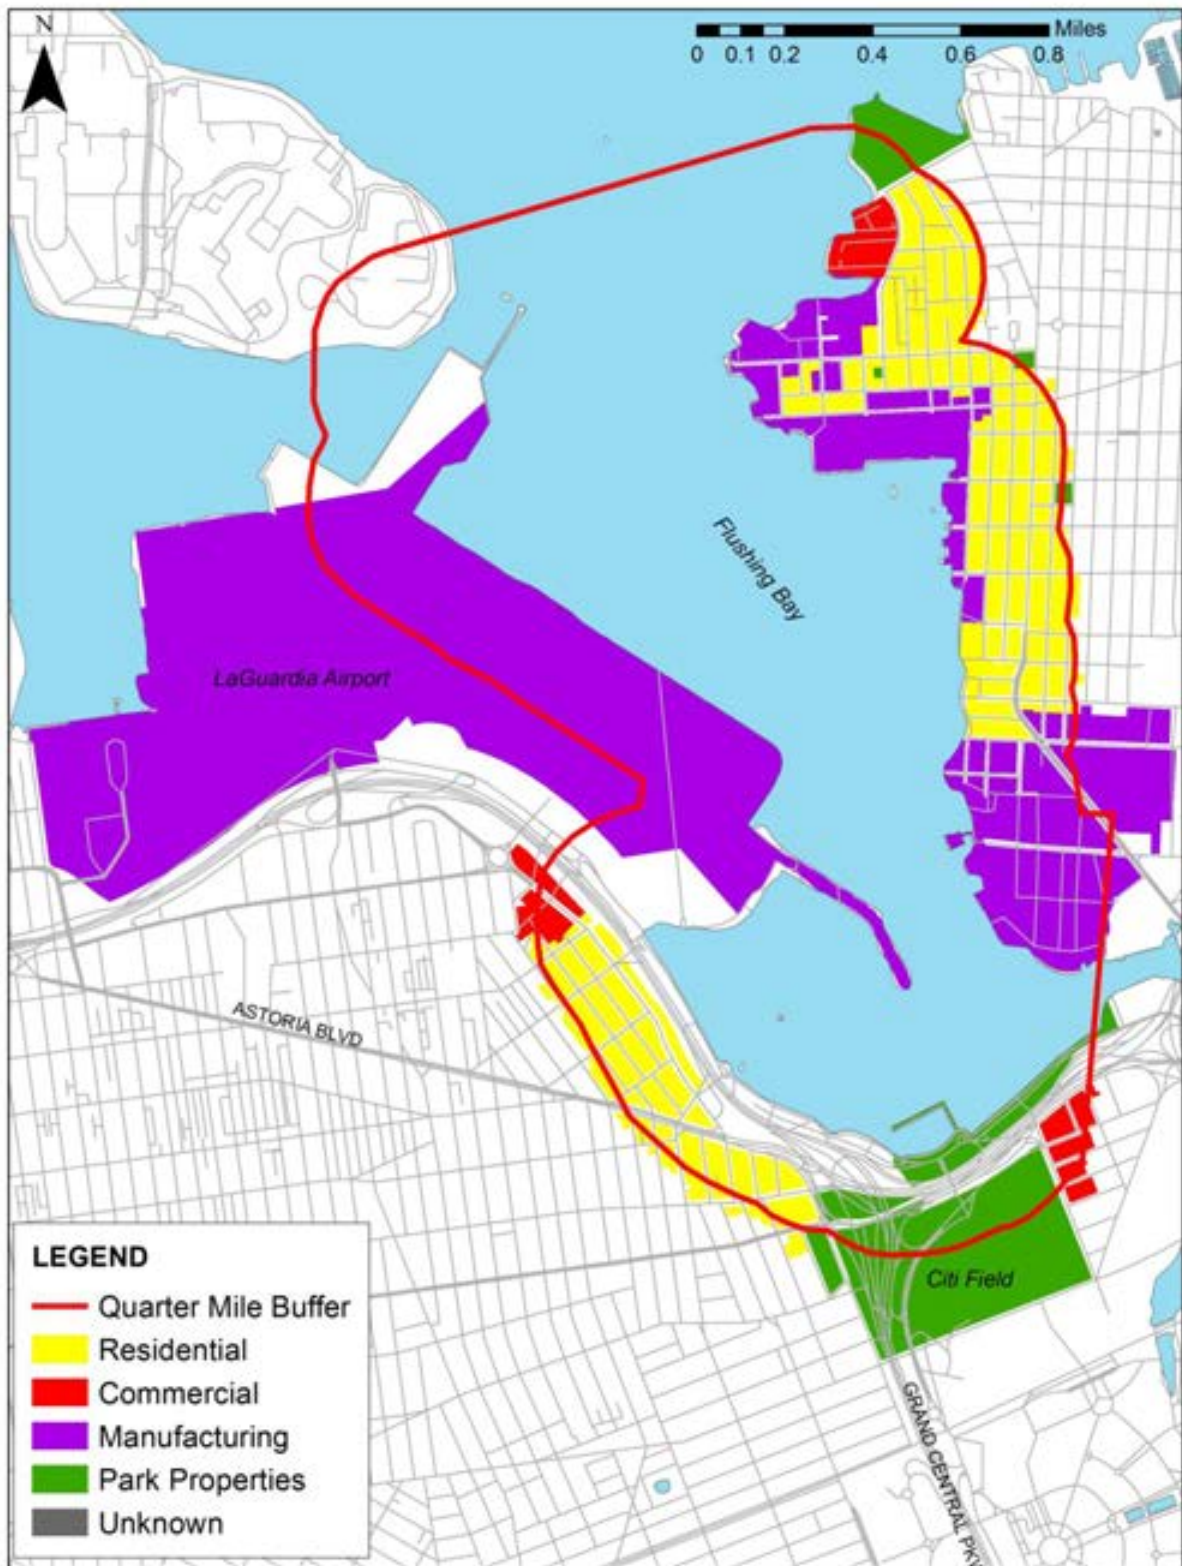 N
Miles
0 0.1 0.2 0.4 0.6 0.8
Flushing Bay
LaGuardia Airport
ASTORIA BLVD
Citi Field
GRAND CENTRAL PKW
LEGEND
Quarter Mile Buffer
Residential
Commercial
Manufacturing
Park Properties
Unknown